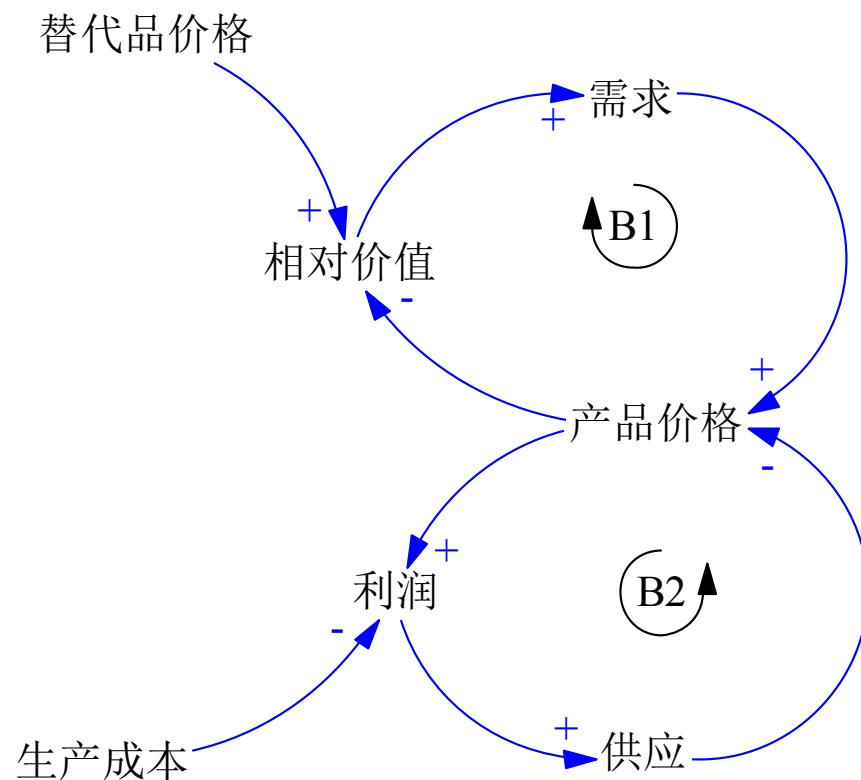 替代品价格
需求
+
+
B1
相对价值
-
+
产品价格
-
+
B2
利润
-
+
供应
生产成本